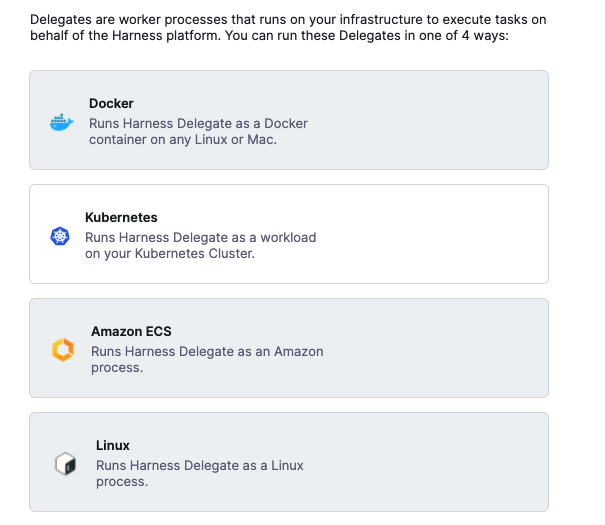 Delegates are worker processes that runs on your infrastructure to execute tasks on
behalf of the Harness platform. You can run these Delegates in one of 4 ways:
Docker
Runs Harness Delegate as a Docker
container on any Linux or Mac.
Kubernetes
Runs Harness Delegate as a workload
on your Kubernetes Cluster.
Amazon ECS
Runs Harness Delegate as an Amazon
process.
Linux
Runs Harness Delegate as a Linux
process.